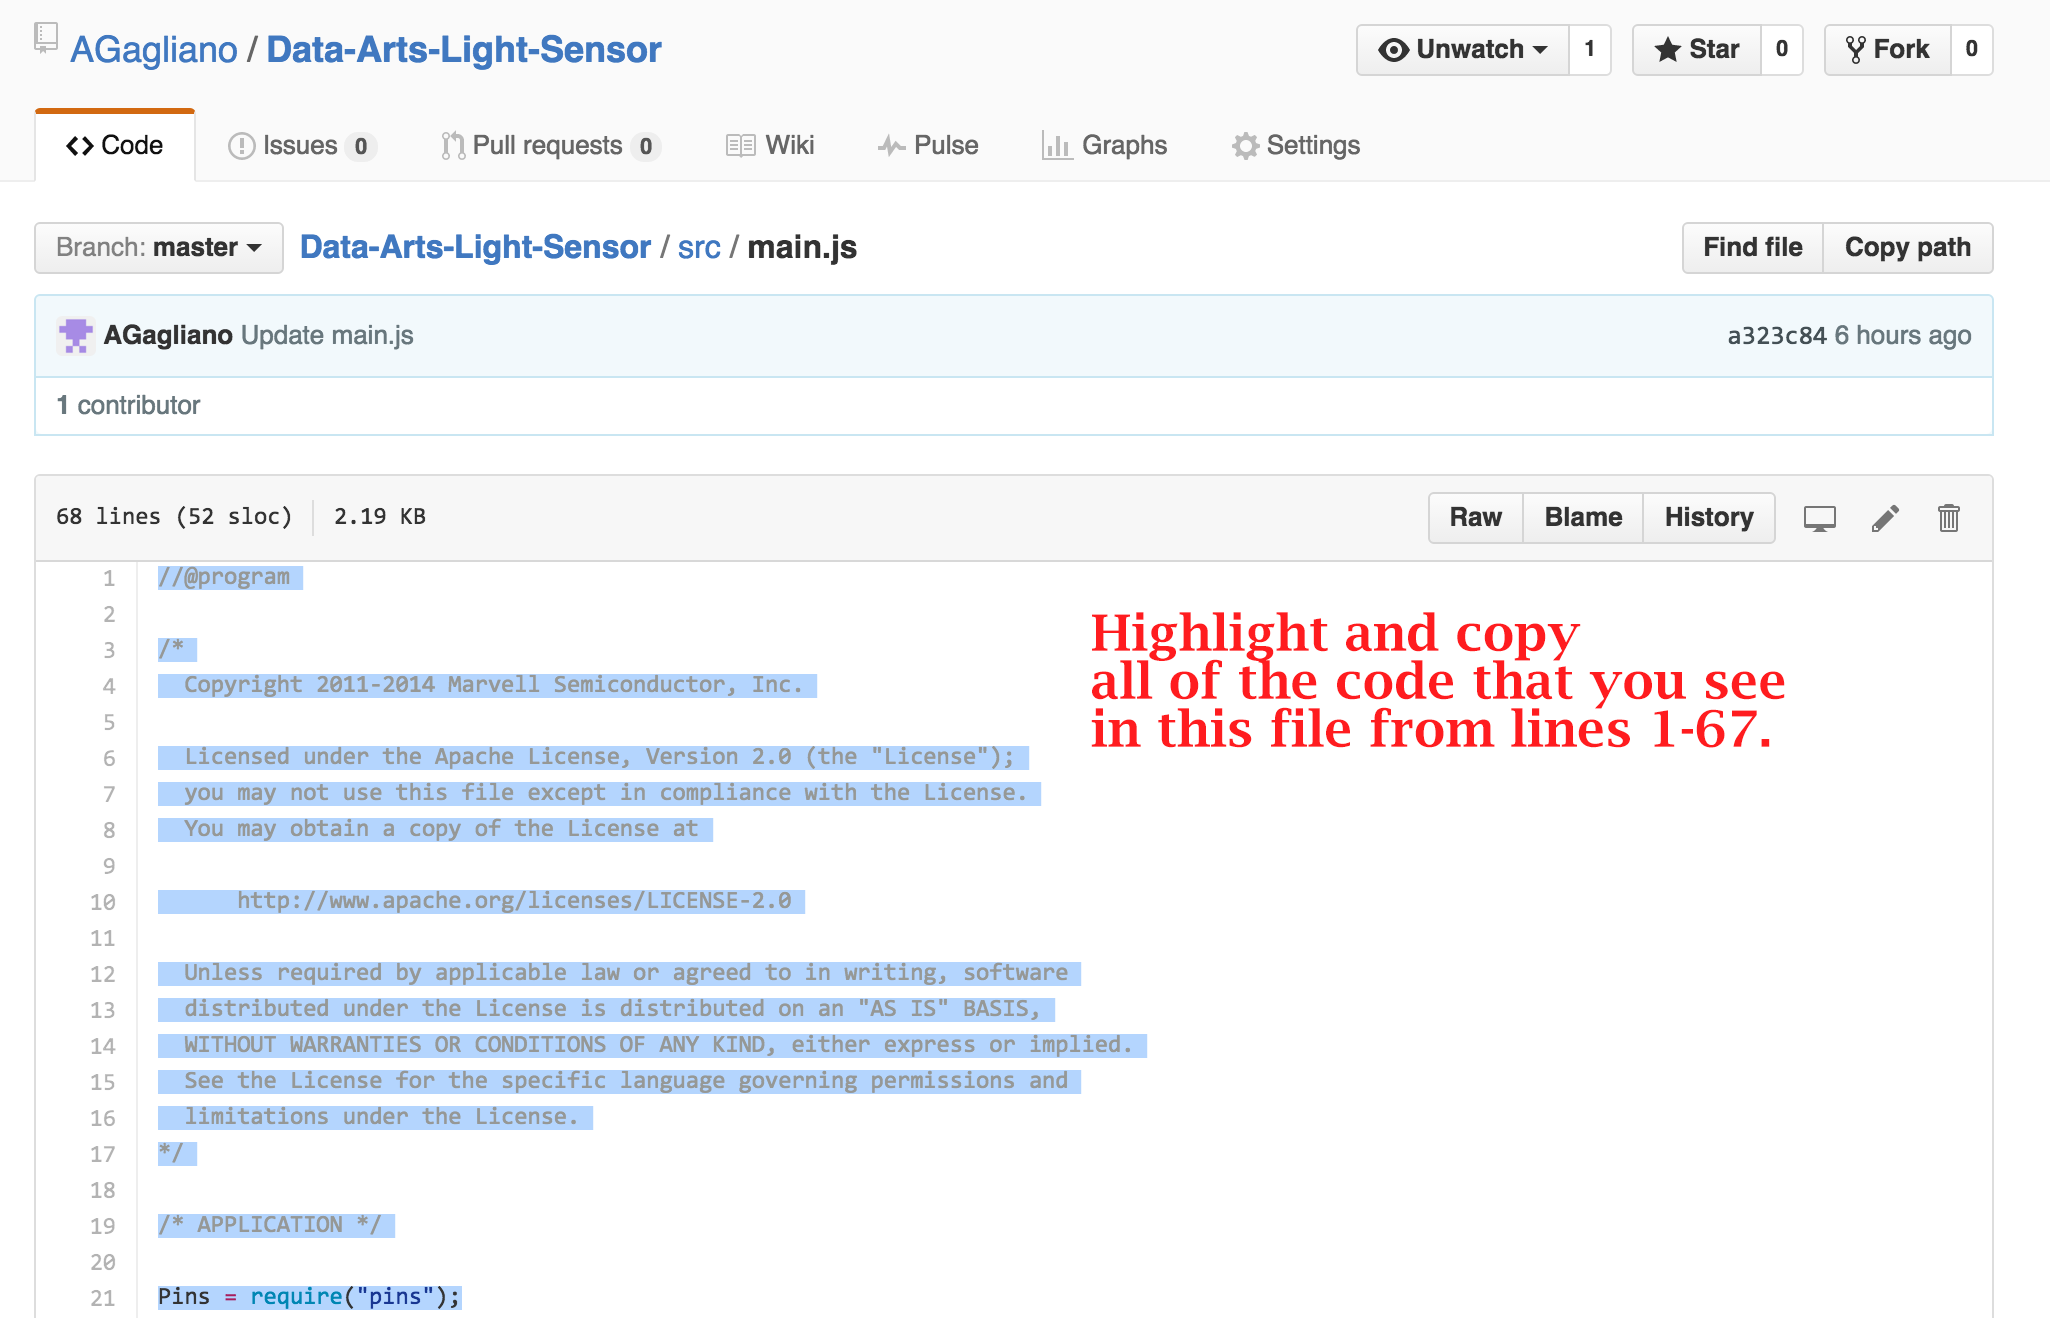 AGagliano / Data-Arts-Light-Sensor
Unwatch 1 Star 0 Fork 0
Code Issues 0 Pull requests 0 Wiki Pulse Graphs Settings
Branch: master Data-Arts-Light-Sensor / src / main.js Find file Copy path
AGagliano Update main.js a323c84 6 hours ago
1 contributor
68 lines (52 sloc) 2.19 KB Raw Blame History
1 //@program
2
3 /*
4 Copyright 2011-2014 Marvell Semiconductor, Inc.
5
6 Licensed under the Apache License, Version 2.0 (the "License");
7 you may not use this file except in compliance with the License.
8 You may obtain a copy of the License at
9
10 http://www.apache.org/licenses/LICENSE-2.0
11
12 Unless required by applicable law or agreed to in writing, software
13 distributed under the License is distributed on an "AS IS" BASIS,
14 WITHOUT WARRANTIES OR CONDITIONS OF ANY KIND, either express or implied.
15 See the License for the specific language governing permissions and
16 limitations under the License.
17 */
18
19 /* APPLICATION */
20
21 Pins = require("pins");
Highlight and copy
all of the code that you see
in this file from lines 1-67.